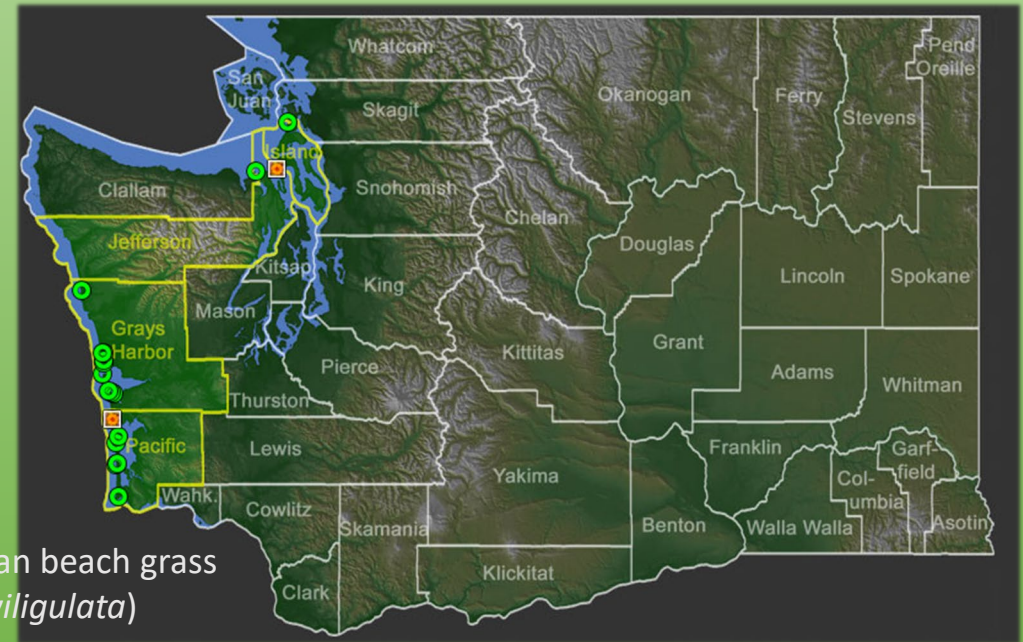 Whatcom
Pend
Oreille
San
Juan
Skagit
Okanogan
Ferry
Stevens
Island
Clallam
Snohomish
Chelan
Jefferson
Douglas
Kitsap
King
Lincoln
Spokane
Mason
Grays
Harbor
Grant
Kittitas
Pierce
Adams
Whitman
Thurston
Pacific
Lewis
Franklin
Garf-
field
Yakima
Col-
umbia
Wahk.
Cowlitz
Skamania
Benton
Walla Walla
Asotin
an beach grass
Klickitat
Clark
iligulata)